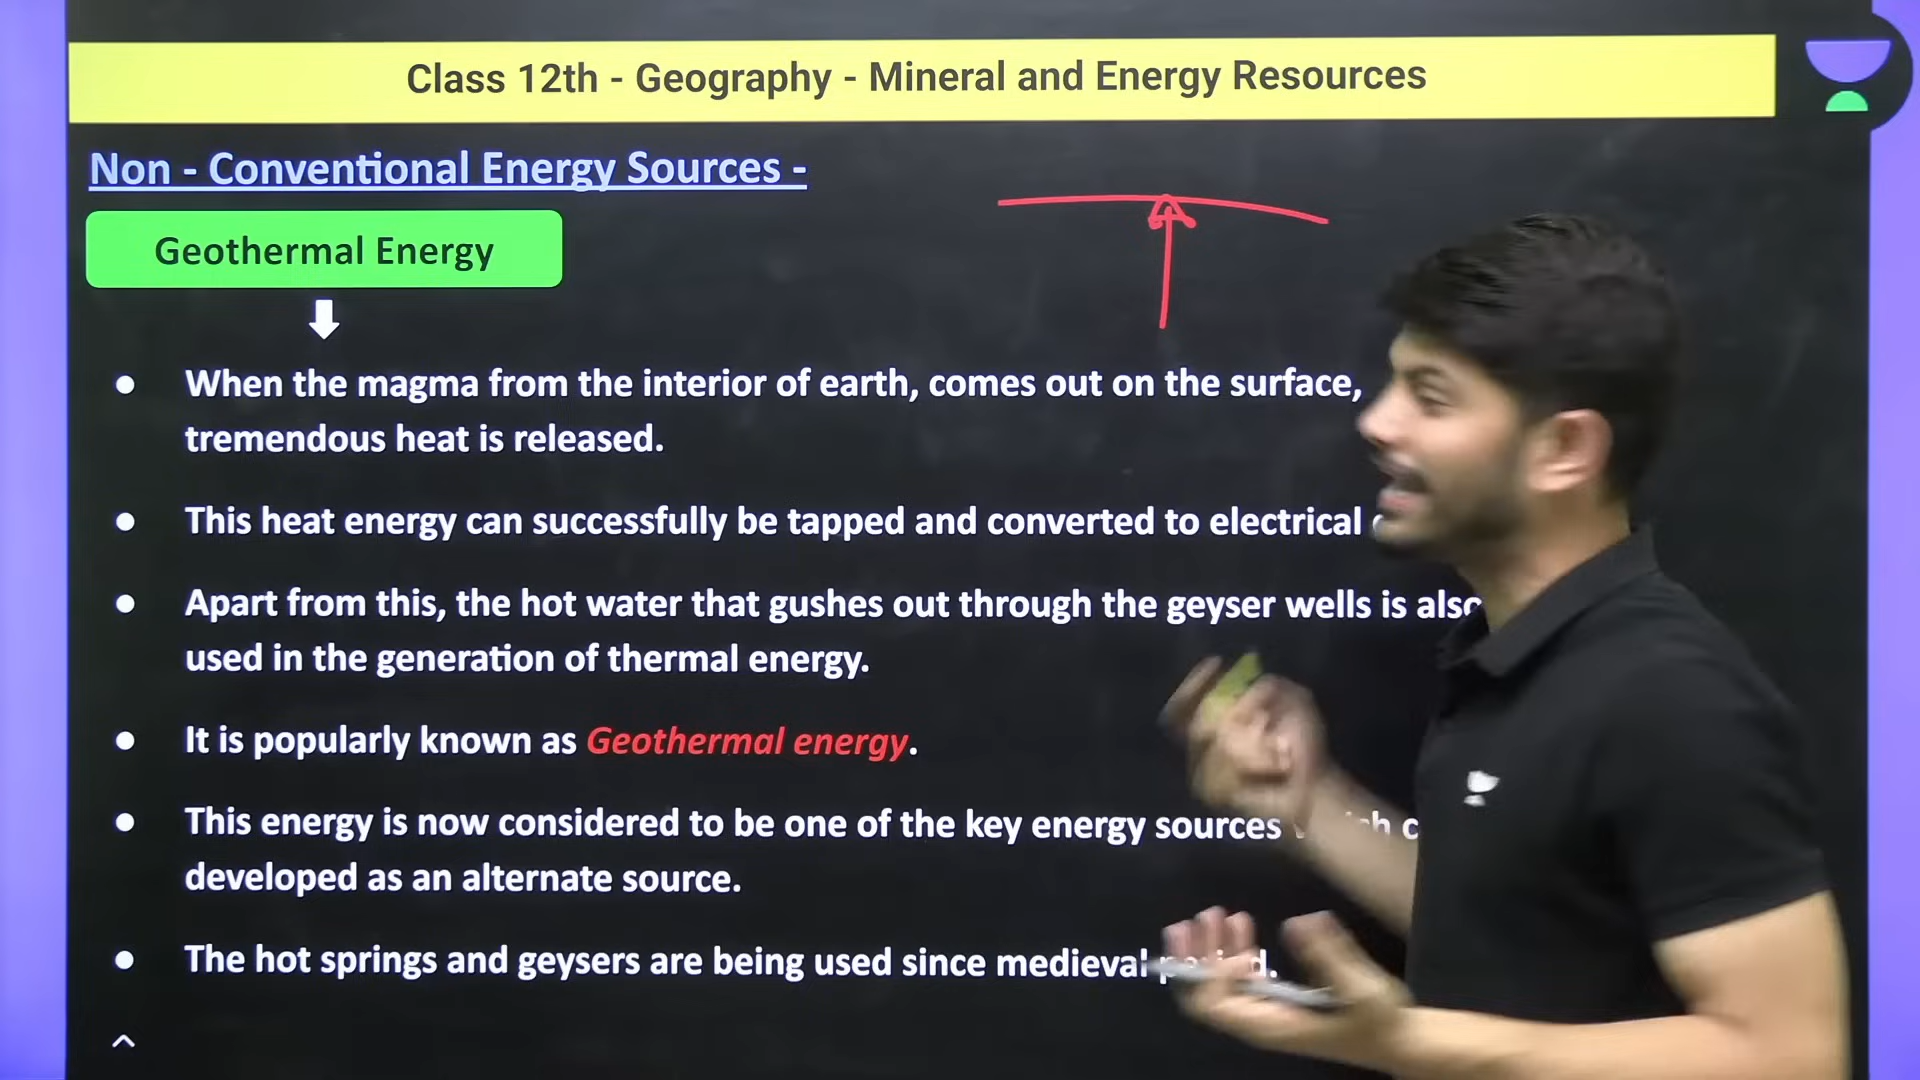 Class 12th - Geography - Mineral and Energy Resources
Non - Conventional Energy Sources -
Geothermal Energy
● When the magma from the interior of earth, comes out on the surface,
tremendous heat is released.
● This heat energy can successfully be tapped and converted to electrical
● Apart from this, the hot water that gushes out through the geyser wells is also
used in the generation of thermal energy.
● It is popularly known as Geothermal energy.
● This energy is now considered to be one of the key energy sources
developed as an alternate source.
● The hot springs and geysers are being used since medieval